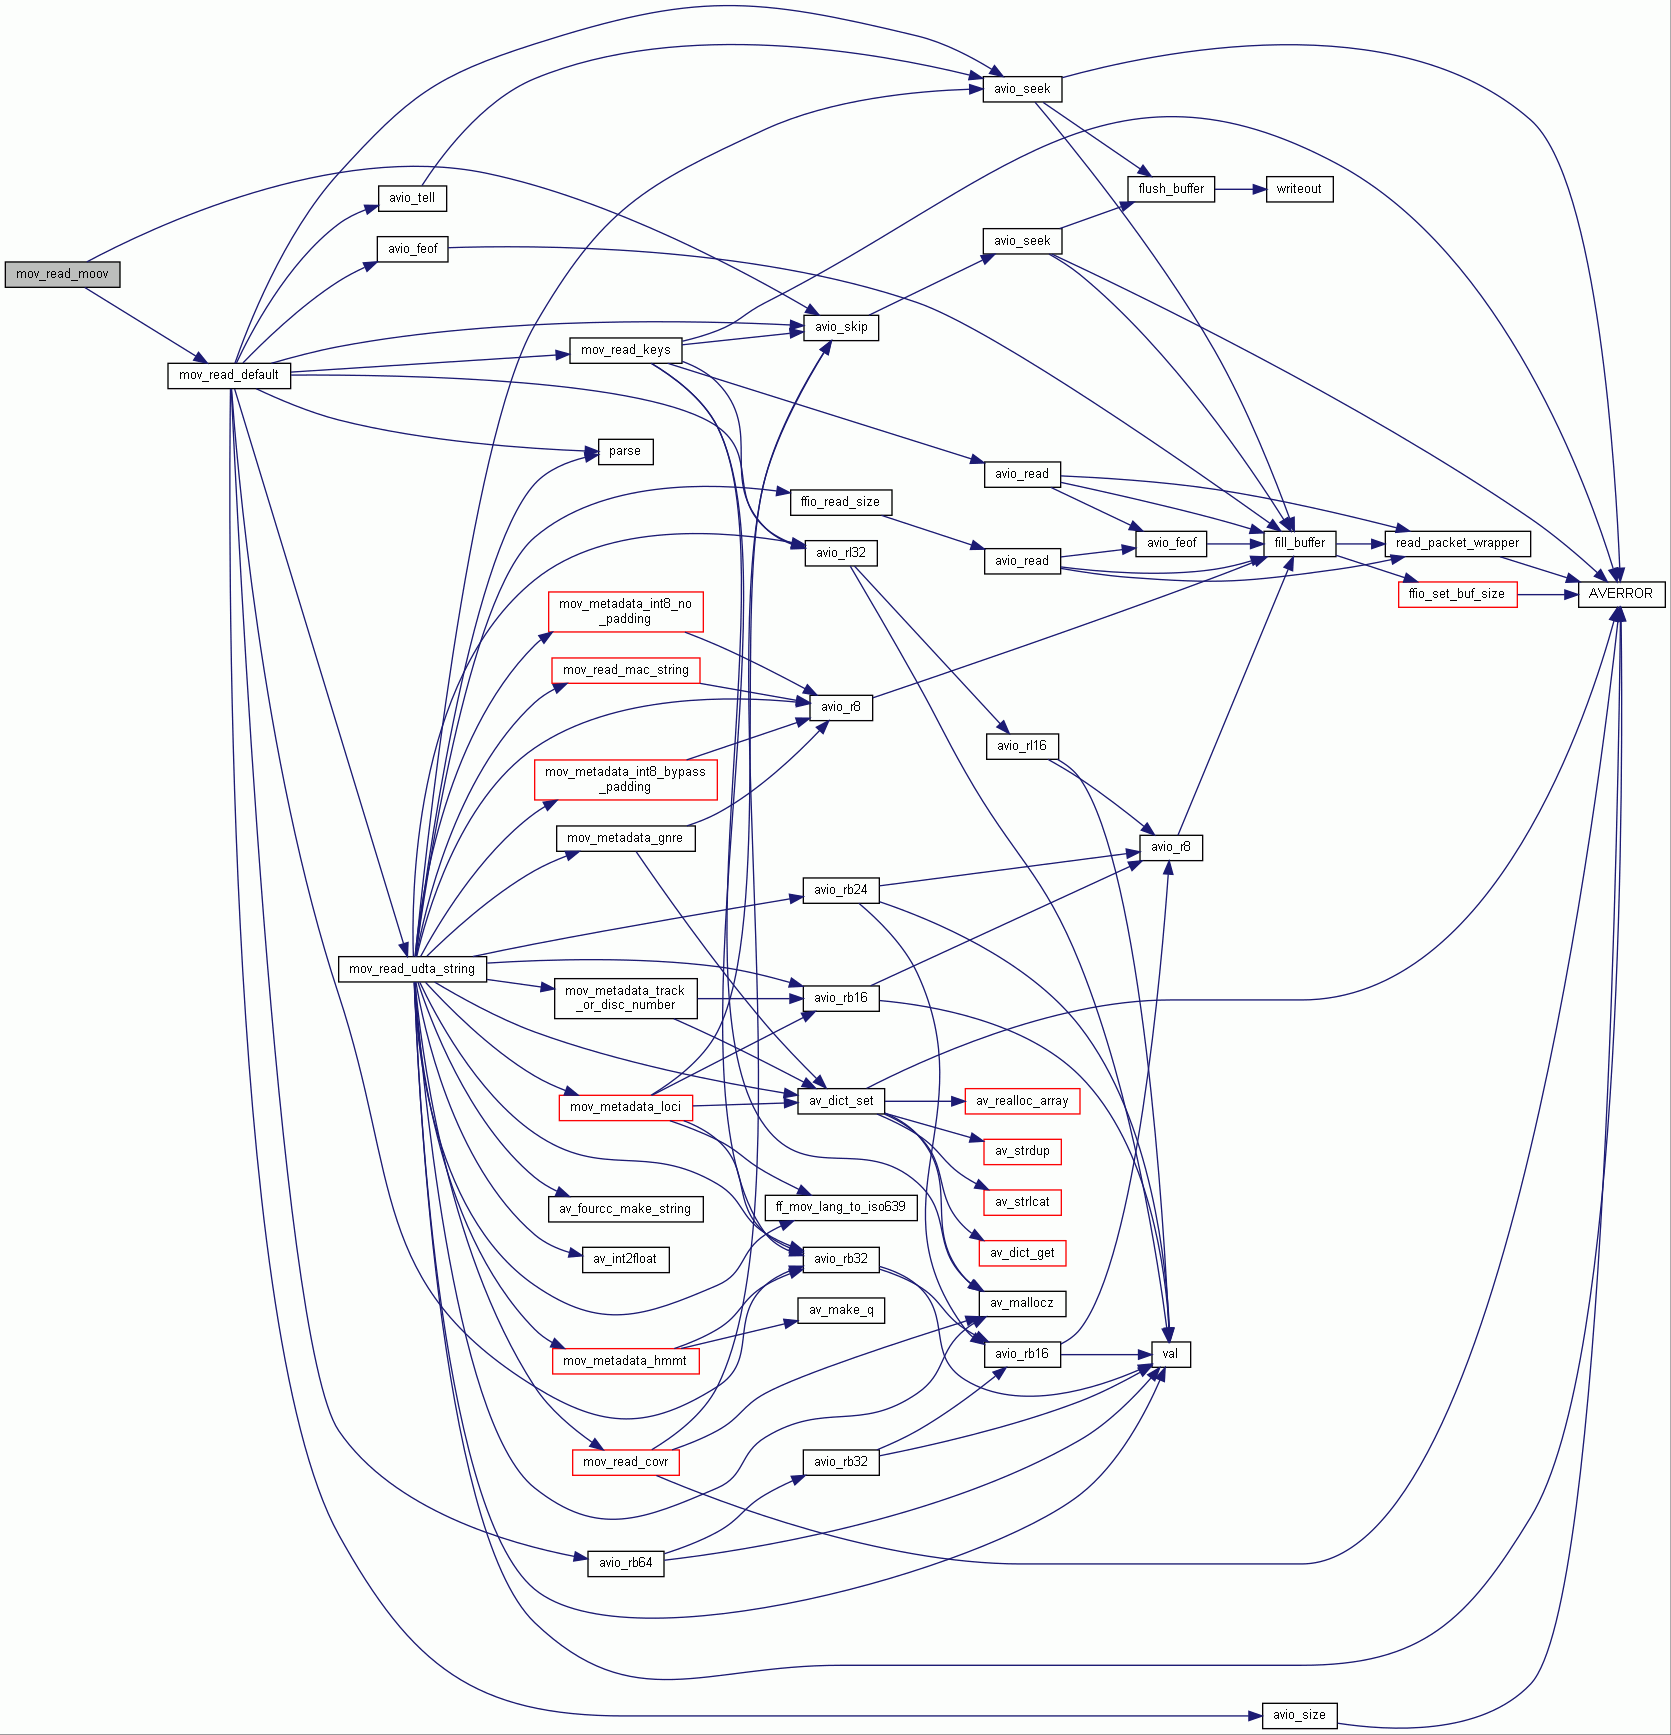 avio_seek
flush_buffer
writeout
avio_tell
avio_seek
avio_feof
mov_read_moov
avio_skip
mov_read_keys
mov_read_default
parse
avio_read
ffio_read_size
avio_feof
fill_buffer
read_packet_wrapper
avio_rl32
avio_read
ffio_set_buf_size
AVERROR
mov_metadata_int8_no
_padding
mov_read_mac_string
avio_r8
avio_rl16
mov_metadata_int8_bypass
_padding
mov_metadata_gnre
avio_r8
avio_rb24
mov_read_udta_string
mov_metadata_track
_or_disc_number
avio_rb16
mov_metadata_loci
av_dict_set
av_realloc_array
av_strdup
av_strlcat
av_fourcc_make_string
ff_mov_lang_to_iso639
av_int2float
avio_rb32
av_dict_get
av_make_q
av_mallocz
mov_metadata_hmmt
avio_rb16
val
mov_read_covr
avio_rb32
avio_rb64
avio_size